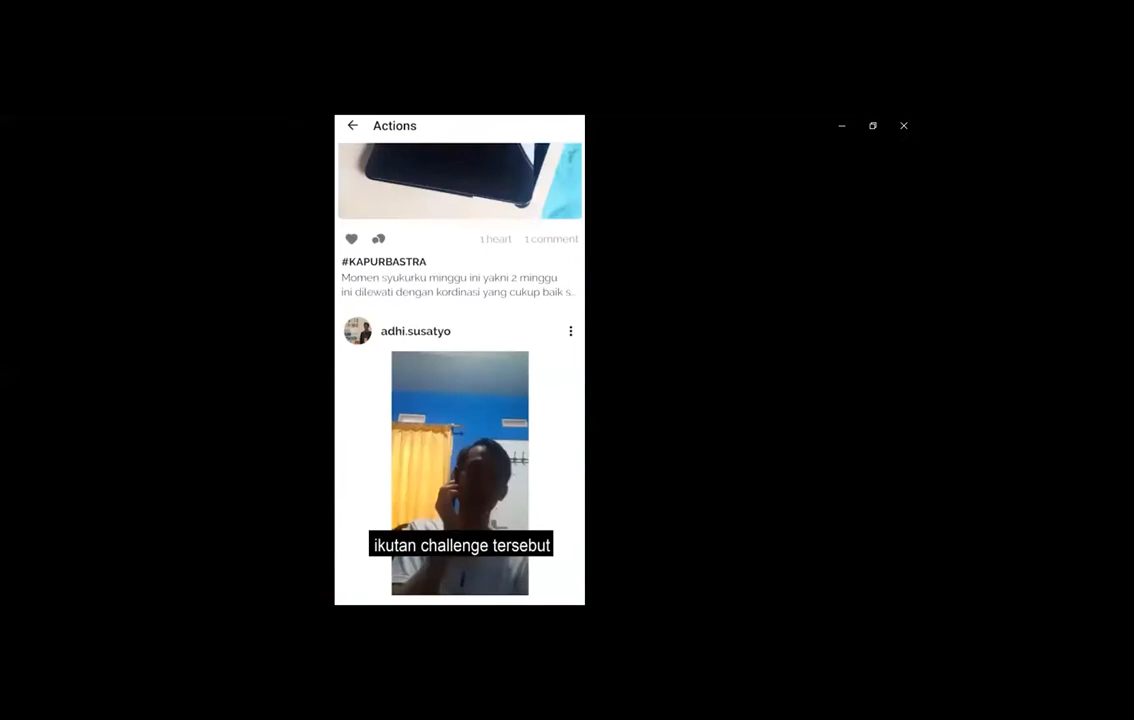 Actions
1 heart 1 comment
#KAPURBASTRA
Momen syukurku minggu ini yakni 2 minggu
ini dilewati dengan kordinasi yang cukup baik s...
adhi.susatyo
ikutan challenge tersebut